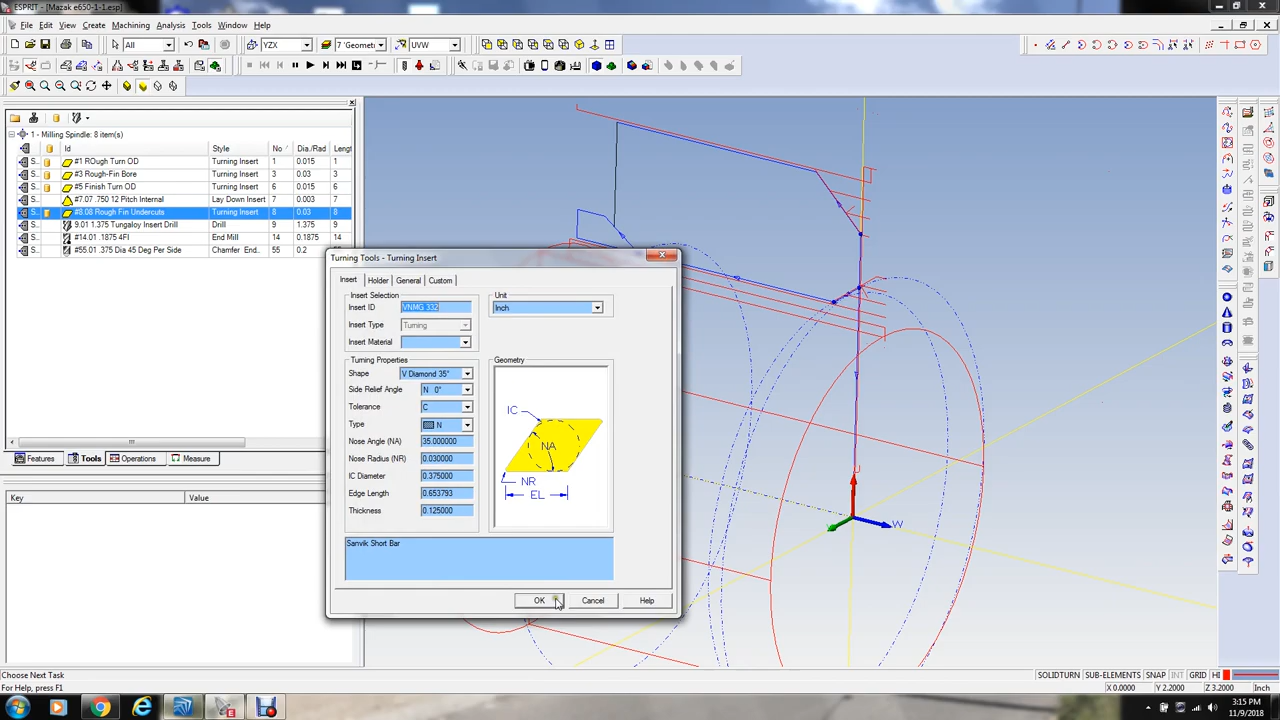 ESPRIT - [Mazak e650-1-1.esp]
File Edit View Create Machining Analysis Tools Window Help
All YZX 7 'Geometry' UVW
1 - Milling Spindle: 8 item(s)
Id Style No Dia./Rad Length
S... #1 ROugh Turn OD Turning Insert 1 0.015 1
S... #3 Rough-Fin Bore Turning Insert 3 0.03 3
S... #5 Finish Turn OD Turning Insert 6 0.015 6
S... #7.07 .750 12 Pitch Internal Lay Down Insert 7 0.003 7
S... #8.08 Rough Fin Undercuts Turning Insert 8 0.03 8
S... 9.01 1.375 Tungaloy Insert Drill Drill 9 1.375 9
S... #14.01 .375 4Fl End Mill 14 0.1875 14
S... #55.01 .375 Dia 45 Deg Per Side Chamfer End... 55 0.2 55
Features Tools Operations Measure
Key Value
Turning Tools - Turning Insert
Insert Holder General Custom
Insert Selection
Insert ID VNMG 332
Insert Type Turning
Insert Material
Unit
Inch
Turning Properties
Shape V Diamond 35°
Side Relief Angle N 0°
Tolerance C
Type N
Nose Angle (NA) 35.000000
Nose Radius (NR) 0.030000
IC Diameter 0.375000
Edge Length 0.653793
Thickness 0.125000
Geometry
IC
NA
NR
EL
Sanvik Short Bar
OK Cancel Help
U
W
Choose Next Task
SOLIDTURN SUB-ELEMENTS SNAP INT GRID HI
For Help, press F1
X 0.0000 Y 2.2000 Z 3.2000 Inch
3:15 PM
11/9/2018